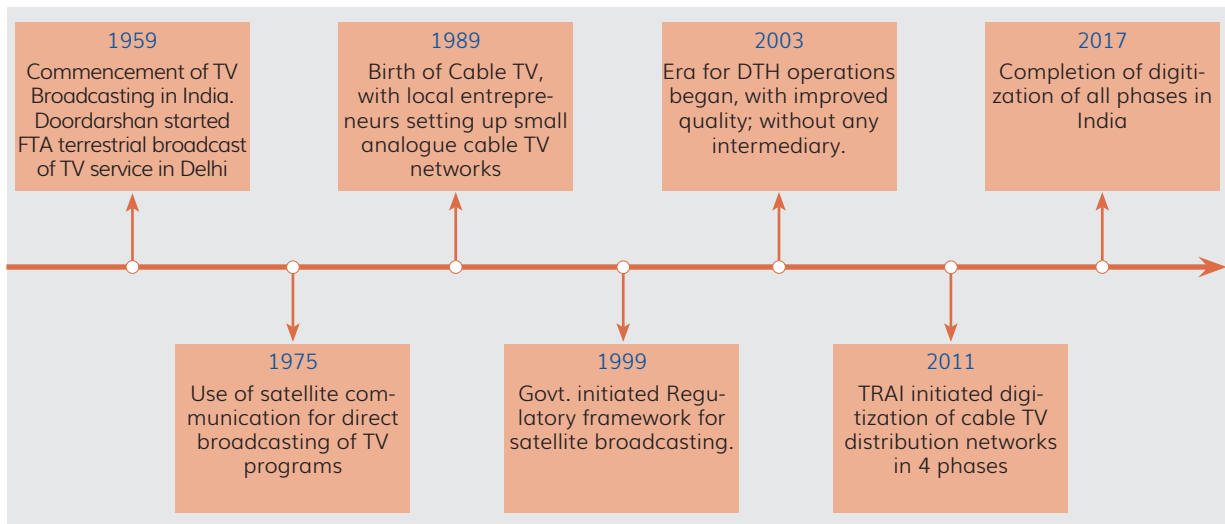 1959
Commencement of TV
Broadcasting in India.
Doordarshan started
FTA terrestrial broadcast
of TV service in Delhi
1989
Birth of Cable TV,
with local entrepre-
neurs setting up small
analogue cable TV
networks
2003
Era for DTH operations
began, with improved
quality; without any
intermediary.
2017
Completion of digiti-
zation of all phases in
India
1975
Use of satellite com-
munication for direct
broadcasting of TV
programs
1999
Govt. initiated Regu-
latory framework for
satellite broadcasting.
2011
TRAI initiated digi-
tization of cable TV
distribution networks
in 4 phases